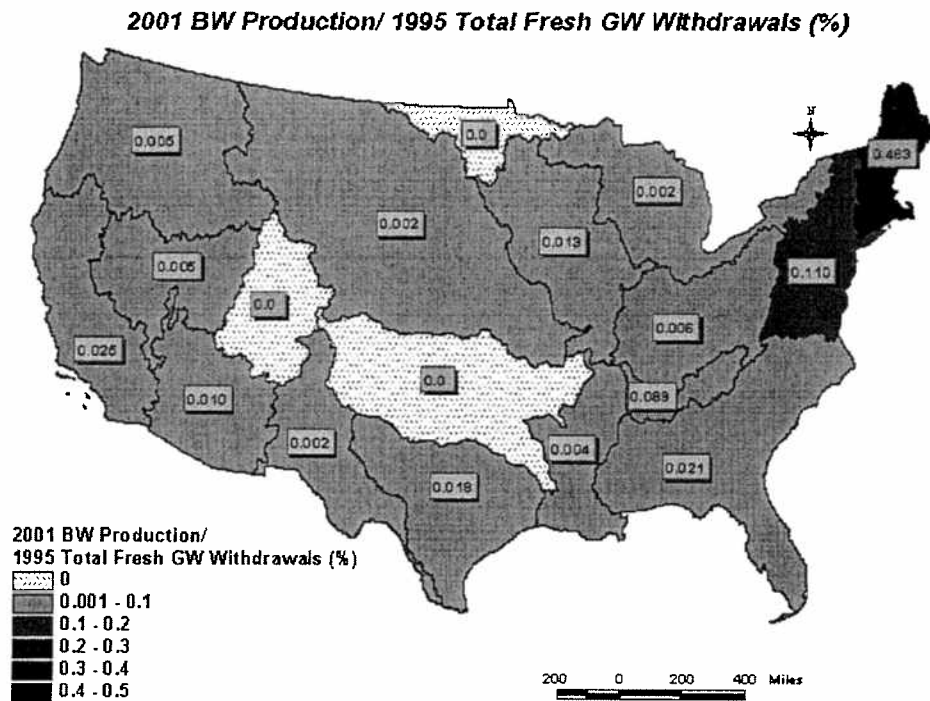 2001 BW Production/ 1995 Total Fresh GW Withdrawals (%)
N
0.005
0.0
0.463
0.002
0.002
0.013
0.005
0.110
0.0
0.006
0.025
0.0
0.010
0.089
0.002
0.004
0.021
0.018
2001 BW Production/
1995 Total Fresh GW Withdrawals (%)
0
0.001 - 0.1
0.1 - 0.2
0.2 - 0.3
0.3 - 0.4
0.4 - 0.5
200 0 200 400 Miles